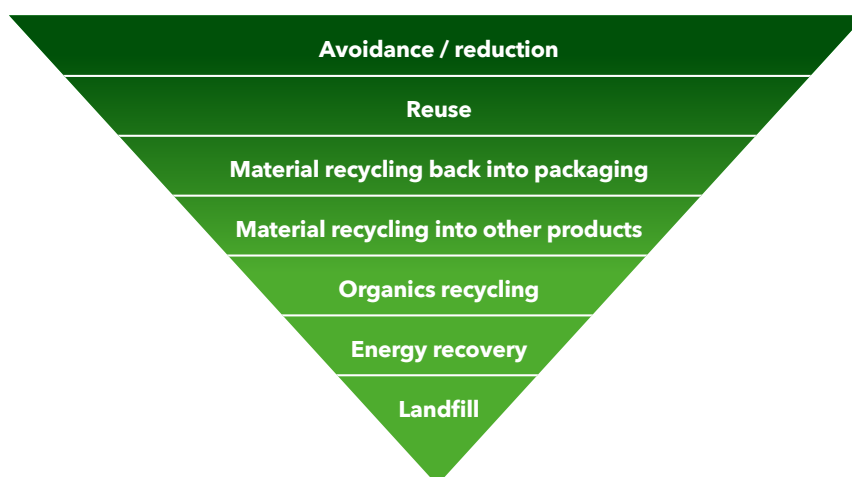 Avoidance / reduction
Reuse
Material recycling back into packaging
Material recycling into other products
Organics recycling
Energy recovery
Landfill